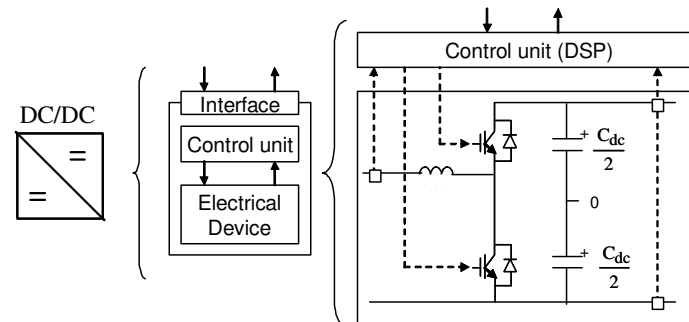 DC/DC
=
=
Interface
Control unit
Electrical
Device
Control unit (DSP)
+ C_dc
2
0
+ C_dc
2